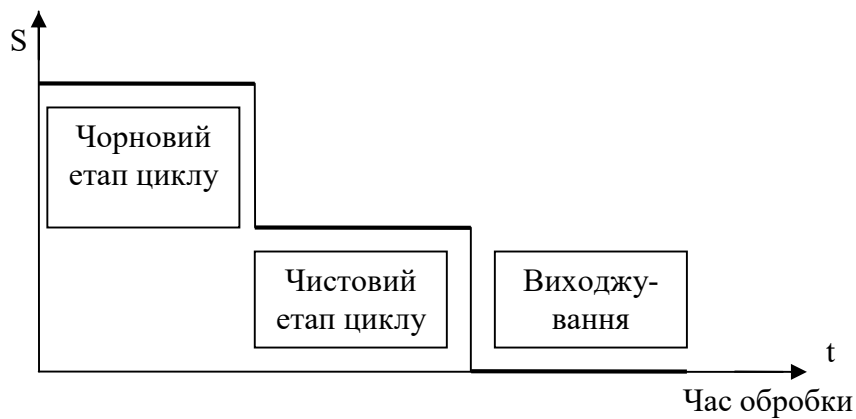 S
Чорновий
етап циклу
Чистовий
етап циклу
Виходжу-
вання
t
Час обробки